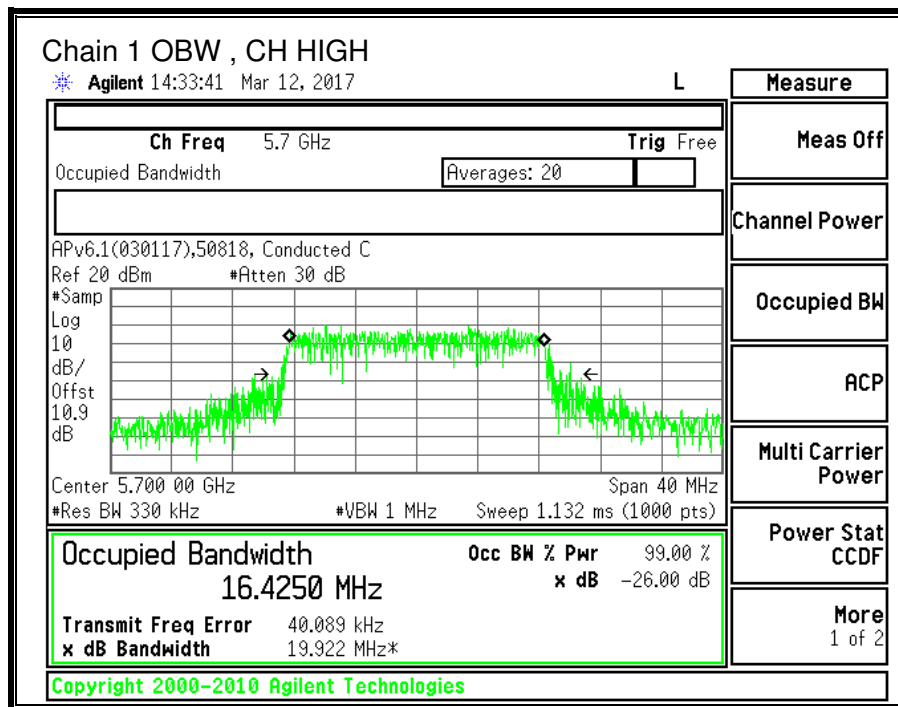 Chain 1 OBW , CH HIGH
Agilent 14:33:41 Mar 12, 2017 L
Measure
Ch Freq 5.7 GHz Trig Free
Meas Off
Occupied Bandwidth Averages: 20
Channel Power
APv6.1(030117),50818, Conducted C
Ref 20 dBm #Atten 30 dB
#Samp
Occupied BW
Log
10
dB/
ACP
Offst
10.9
dB
Multi Carrier
Power
Center 5.700 00 GHz Span 40 MHz
#Res BW 330 kHz #VBW 1 MHz Sweep 1.132 ms (1000 pts)
Power Stat
CCDF
Occupied Bandwidth Occ BW % Pwr 99.00 %
16.4250 MHz x dB -26.00 dB
More
1 of 2
Transmit Freq Error 40.089 kHz
x dB Bandwidth 19.922 MHz*
Copyright 2000-2010 Agilent Technologies